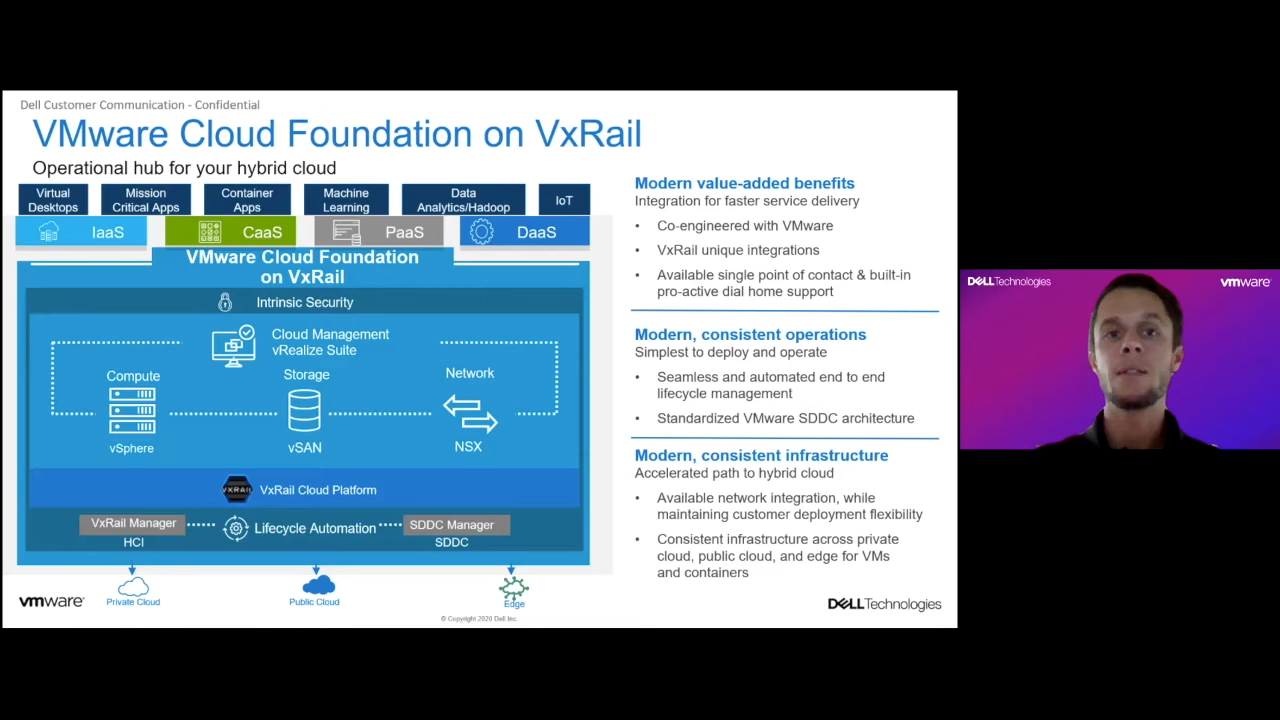 Dell Customer Communication - Confidential
VMware Cloud Foundation on VxRail
Operational hub for your hybrid cloud
Virtual
Desktops
Mission
Critical Apps
Container
Apps
Machine
Learning
Data
Analytics/Hadoop
IoT
IaaS
CaaS
PaaS
DaaS
VMware Cloud Foundation
on VxRail
Intrinsic Security
Cloud Management
vRealize Suite
Compute
Storage
Network
vSphere
vSAN
NSX
VXRAIL
VxRail Cloud Platform
VxRail Manager
Lifecycle Automation
SDDC Manager
HCI
SDDC
Private Cloud
Public Cloud
Edge
vmware®
© Copyright 2020 Dell Inc.
Modern value-added benefits
Integration for faster service delivery
• Co-engineered with VMware
• VxRail unique integrations
• Available single point of contact & built-in
pro-active dial home support
Modern, consistent operations
Simplest to deploy and operate
• Seamless and automated end to end
lifecycle management
• Standardized VMware SDDC architecture
Modern, consistent infrastructure
Accelerated path to hybrid cloud
• Available network integration, while
maintaining customer deployment flexibility
• Consistent infrastructure across private
cloud, public cloud, and edge for VMs
and containers
DELLTechnologies
DELLTechnologies
vmware®